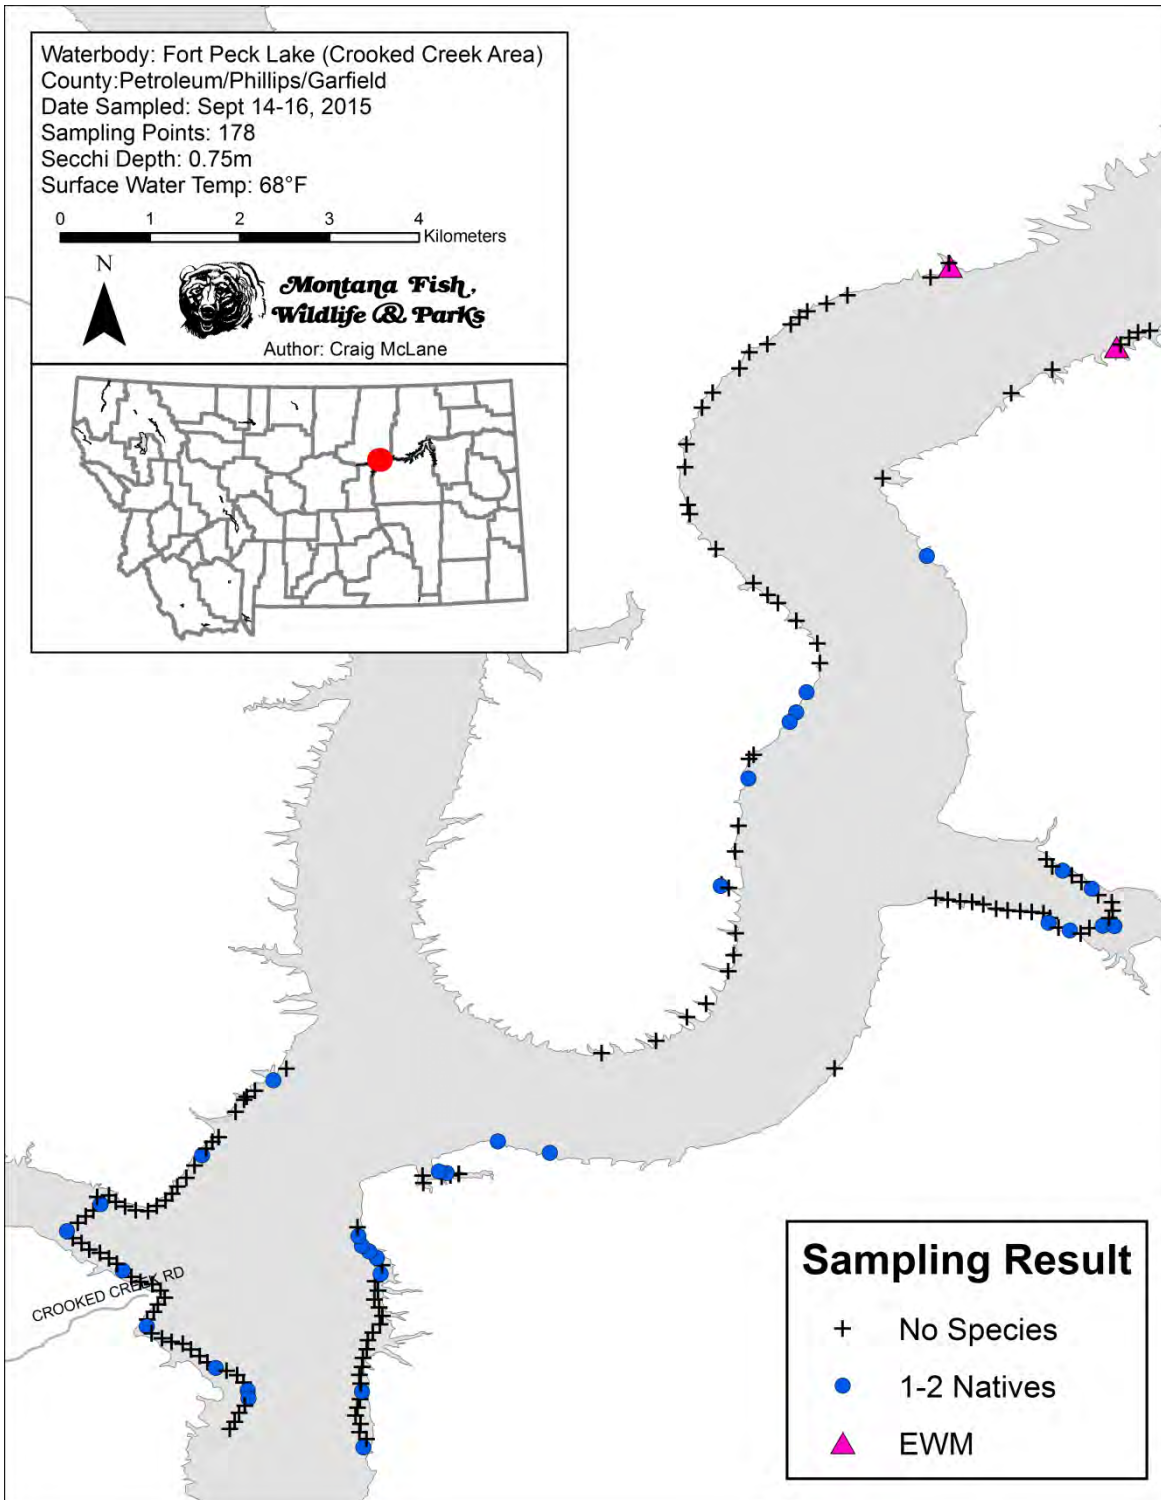 Waterbody: Fort Peck Lake (Crooked Creek Area)
County:Petroleum/Phillips/Garfield
Date Sampled: Sept 14-16, 2015
Sampling Points: 178
Secchi Depth: 0.75m
Surface Water Temp: 68°F
0 1 2 3 4
Kilometers
N
Montana Fish,
Wildlife & Parks
Author: Craig McLane
CROOKED CREEK RD
Sampling Result
No Species
1-2 Natives
EWM